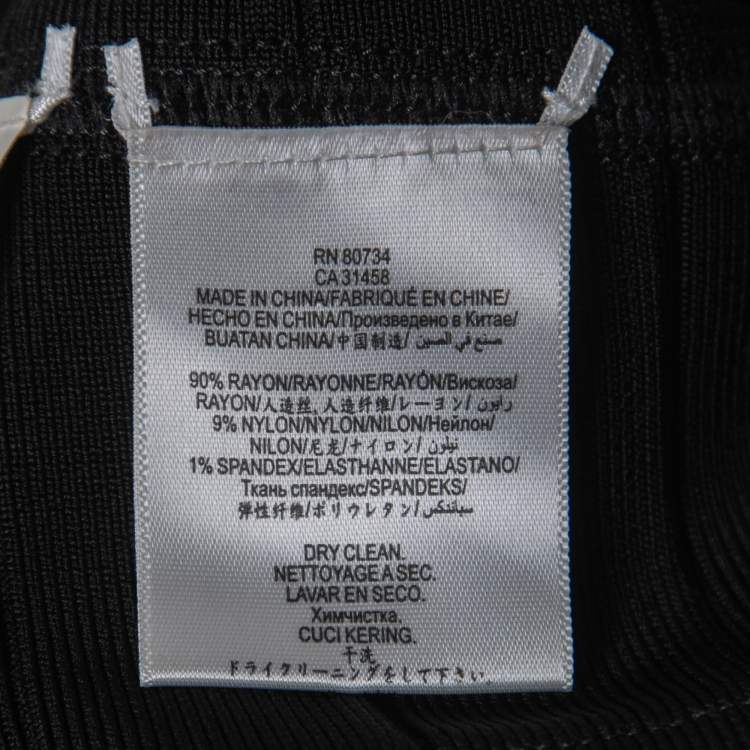 RN 80734
CA 31458
MADE IN CHINA/FABRIQUÉ EN CHINE/
HECHO EN CHINA/Произведено в Китае/
BUATAN CHINA/中国制造/ صنع في الصين
90% RAYON/RAYONNE/RAYÓN/Вискоза/
RAYON/人造丝, 人造纤维/レーヨン/ رايون
9% NYLON/NYLON/NILON/Нейлон/
NILON/尼龙/ナイロン/ نيلون
1% SPANDEX/ELASTHANNE/ELASTANO/
Ткань спандекс/SPANDEKS/
弹性纤维/ポリウレタン/ سباندكس
DRY CLEAN.
NETTOYAGE A SEC.
LAVAR EN SECO.
Химчистка.
CUCI KERING.
干洗
ドライクリーニングをして下さい